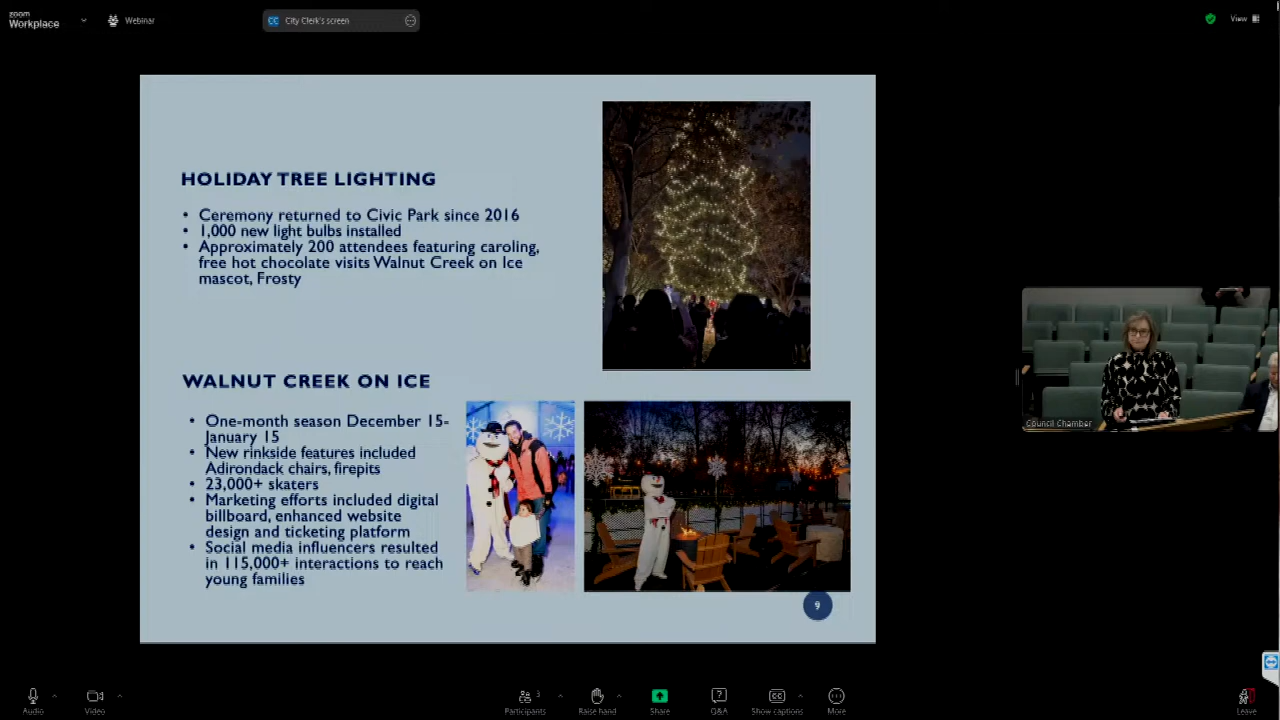 zoom
Workplace
Webinar
CC City Clerk's screen
View
HOLIDAY TREE LIGHTING
• Ceremony returned to Civic Park since 2016
• 1,000 new light bulbs installed
• Approximately 200 attendees featuring caroling,
free hot chocolate visits Walnut Creek on Ice
mascot, Frosty
WALNUT CREEK ON ICE
• One-month season December 15-
January 15
• New rinkside features included
Adirondack chairs, firepits
• 23,000+ skaters
• Marketing efforts included digital
billboard, enhanced website
design and ticketing platform
• Social media influencers resulted
in 115,000+ interactions to reach
young families
9
Council Chamber
Audio
Video
Participants
3
Raise hand
Share
Q&A
Show captions
More
Leave